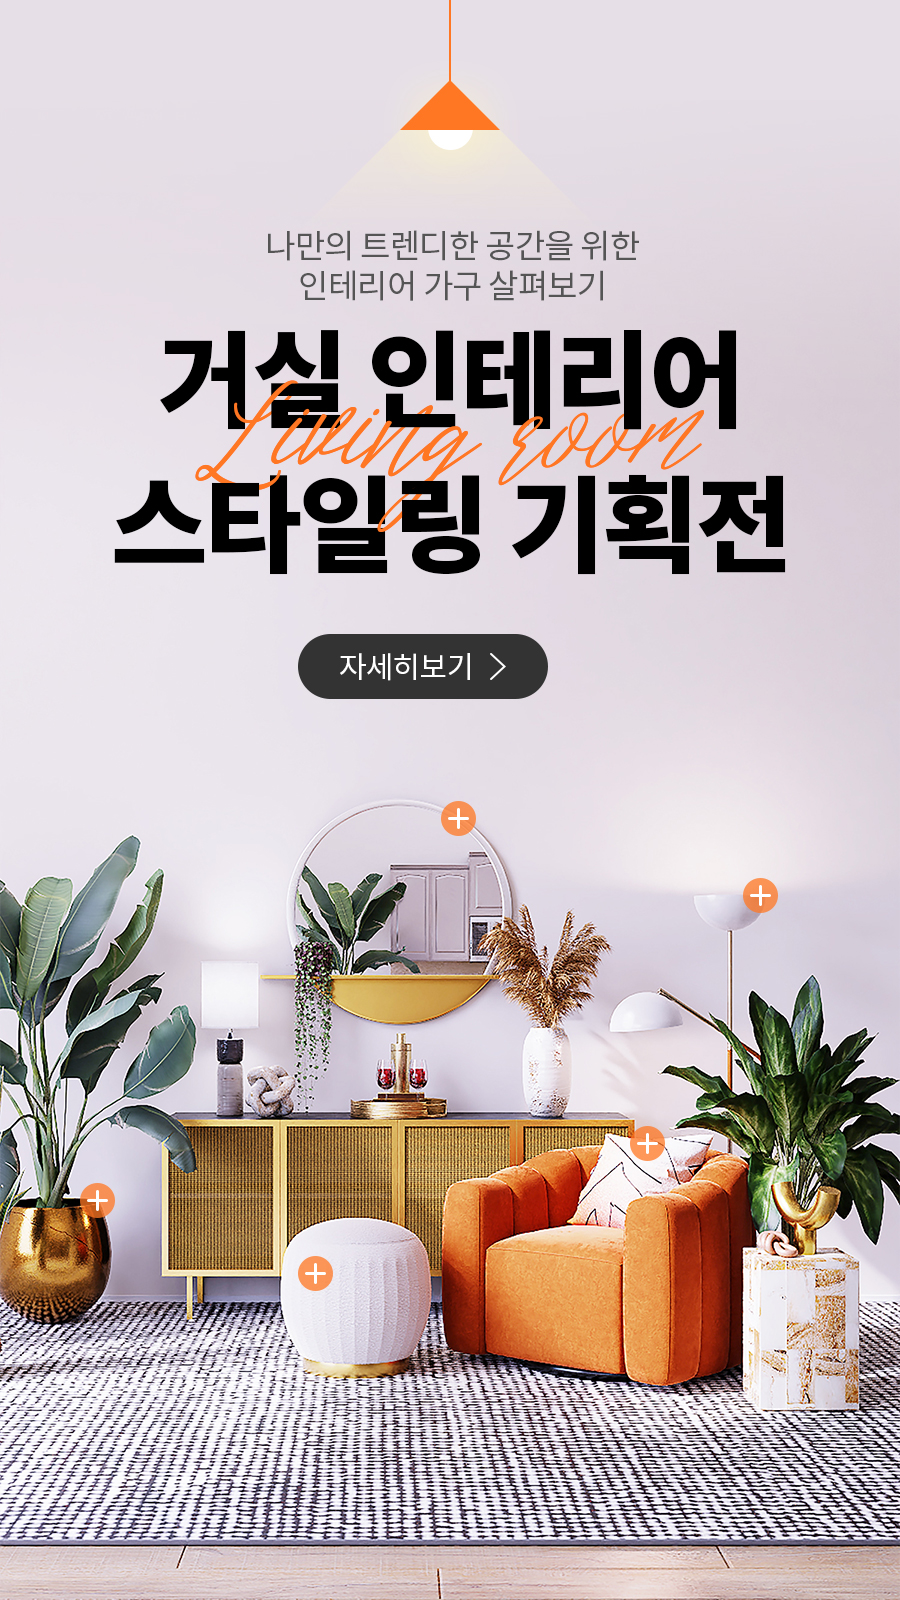 나만의 트렌디한 공간을 위한
인테리어 가구 살펴보기
거실 인테리어
Living room
스타일링 기획전
자세히보기